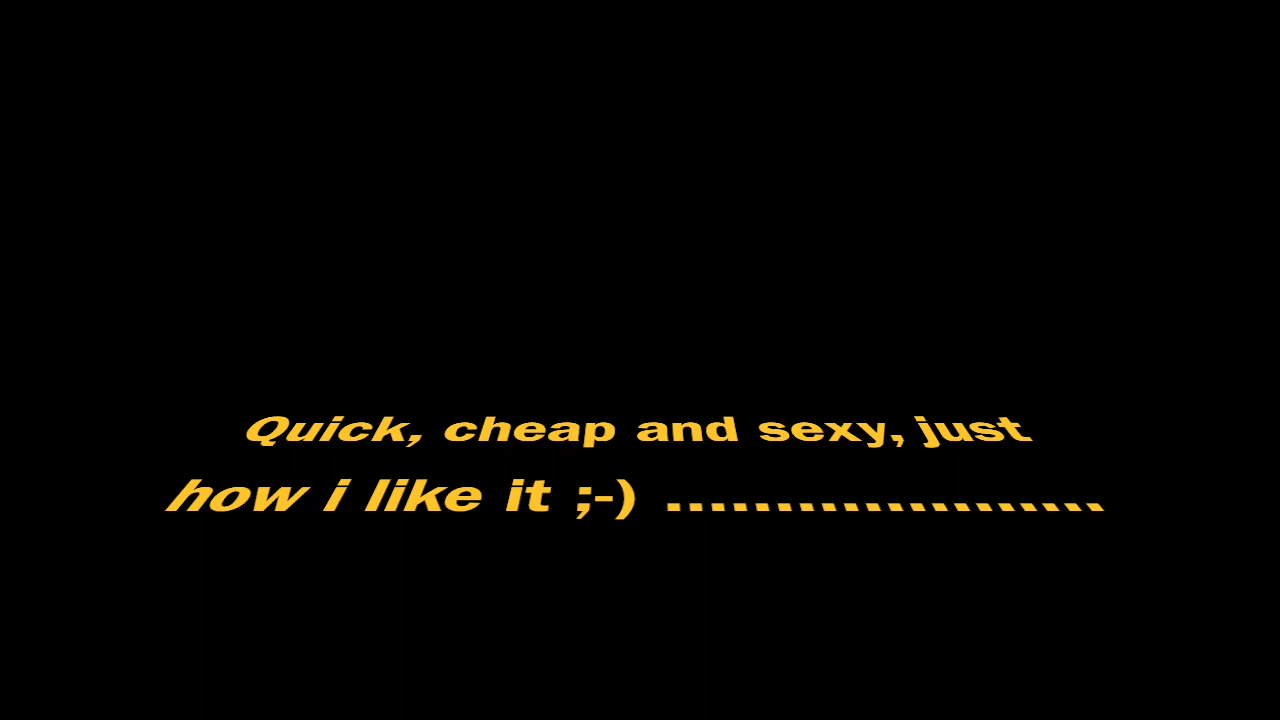 Quick, cheap and sexy, just
how i like it ;-) ....................